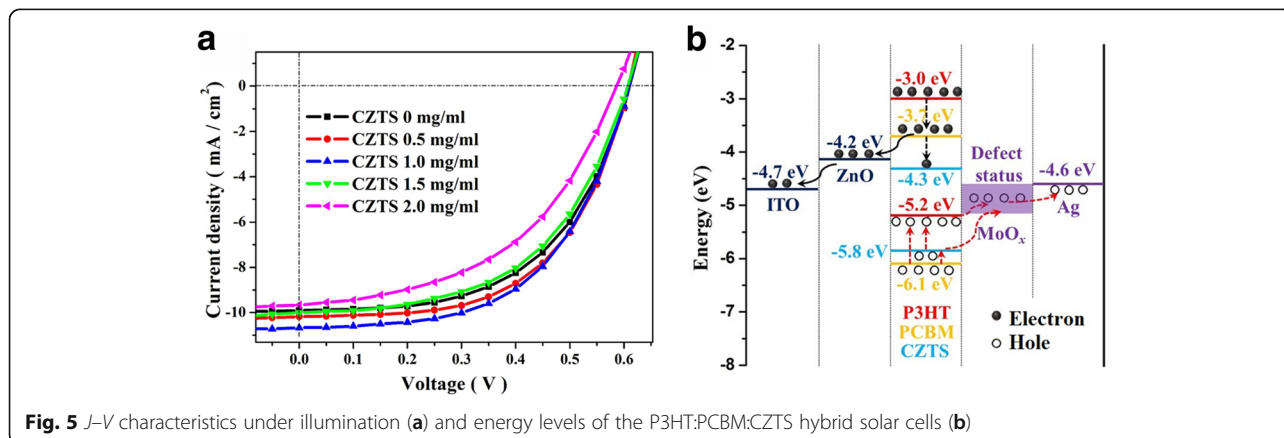 a
0
-2
-4
-6
-8
-10
Current density ( mA / cm²)
CZTS 0 mg/ml
CZTS 0.5 mg/ml
CZTS 1.0 mg/ml
CZTS 1.5 mg/ml
CZTS 2.0 mg/ml
0.0 0.1 0.2 0.3 0.4 0.5 0.6
Voltage ( V )
b
-2
-3
-4
-5
-6
-7
-8
Energy (eV)
-3.0 eV
-3.7 eV
-4.2 eV
ZnO
-4.7 eV
ITO
-4.3 eV
Defect
status
-4.6 eV
Ag
-5.2 eV
MoOx
-5.8 eV
-6.1 eV
P3HT
PCBM
CZTS
Electron
Hole
Fig. 5 J–V characteristics under illumination (a) and energy levels of the P3HT:PCBM:CZTS hybrid solar cells (b)